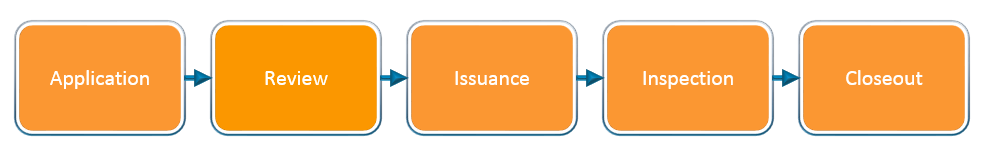 Application
Review
Issuance
Inspection
Closeout